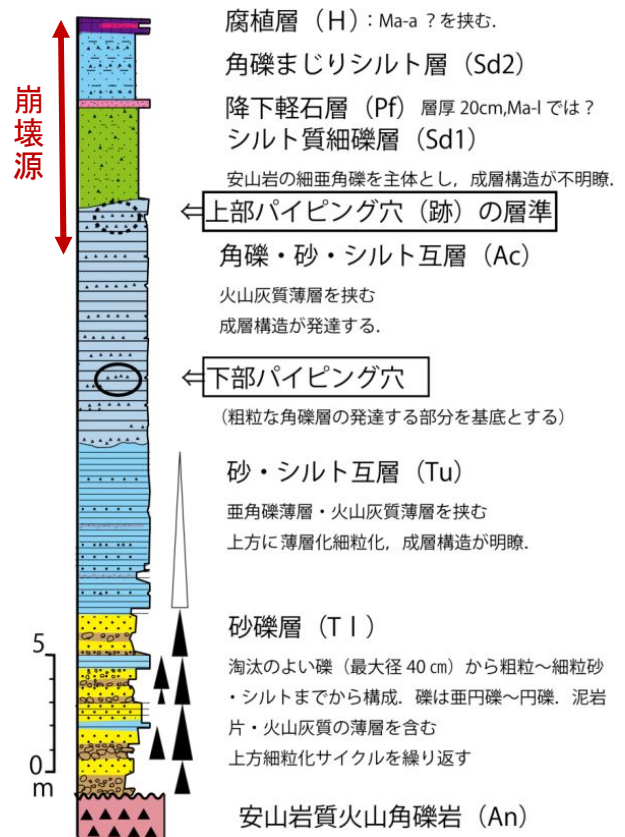 腐植層（H）：Ma-a ？を挟む.
角礫まじりシルト層（Sd2）
降下軽石層（Pf）層厚 20cm,Ma-l では？
シルト質細礫層（Sd1）
安山岩の細亜角礫を主体とし，成層構造が不明瞭.
崩壊源
⇐上部パイピング穴（跡）の層準
角礫・砂・シルト互層（Ac）
火山灰質薄層を挟む
成層構造が発達する.
⇐下部パイピング穴
（粗粒な角礫層の発達する部分を基底とする）
砂・シルト互層（Tu）
亜角礫薄層・火山灰質薄層を挟む
上方に薄層化細粒化，成層構造が明瞭.
砂礫層（Tl）
淘汰のよい礫（最大径 40 ㎝）から粗粒～細粒砂
・シルトまでから構成．礫は亜円礫～円礫．泥岩
片・火山灰質の薄層を含む
上方細粒化サイクルを繰り返す
5
0
m
安山岩質火山角礫岩（An）